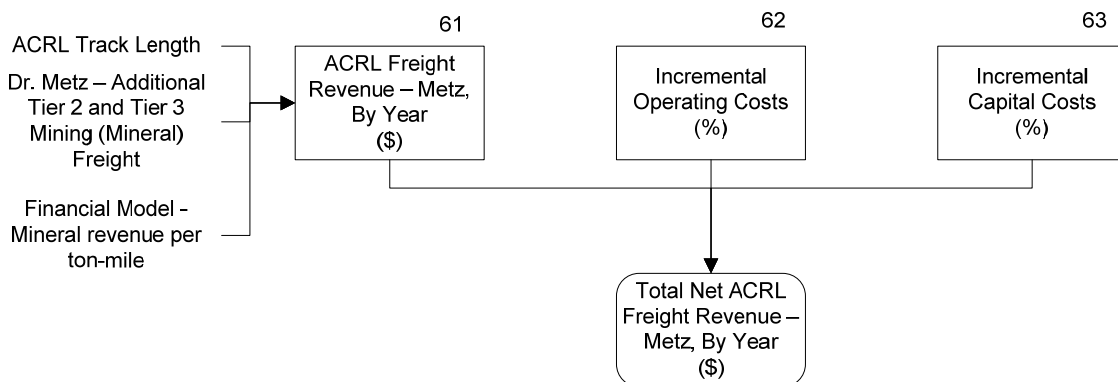 61
62
63
ACRL Track Length
Dr. Metz – Additional
Tier 2 and Tier 3
Mining (Mineral)
Freight
Financial Model -
Mineral revenue per
ton-mile
ACRL Freight
Revenue – Metz,
By Year
($)
Incremental
Operating Costs
(%)
Incremental
Capital Costs
(%)
Total Net ACRL
Freight Revenue –
Metz, By Year
($)